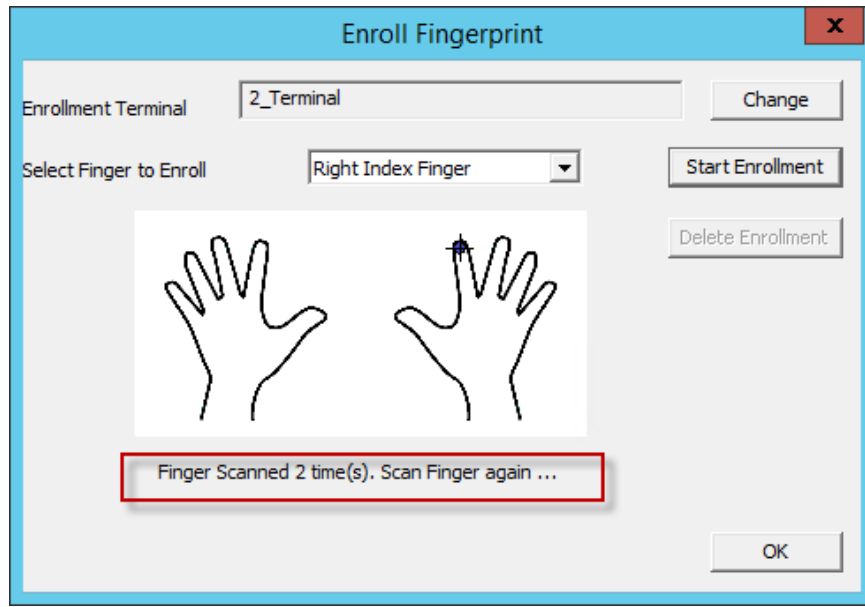 Enroll Fingerprint
x
Enrollment Terminal 2_Terminal Change
Select Finger to Enroll Right Index Finger Start Enrollment
Delete Enrollment
Finger Scanned 2 time(s). Scan Finger again ...
OK